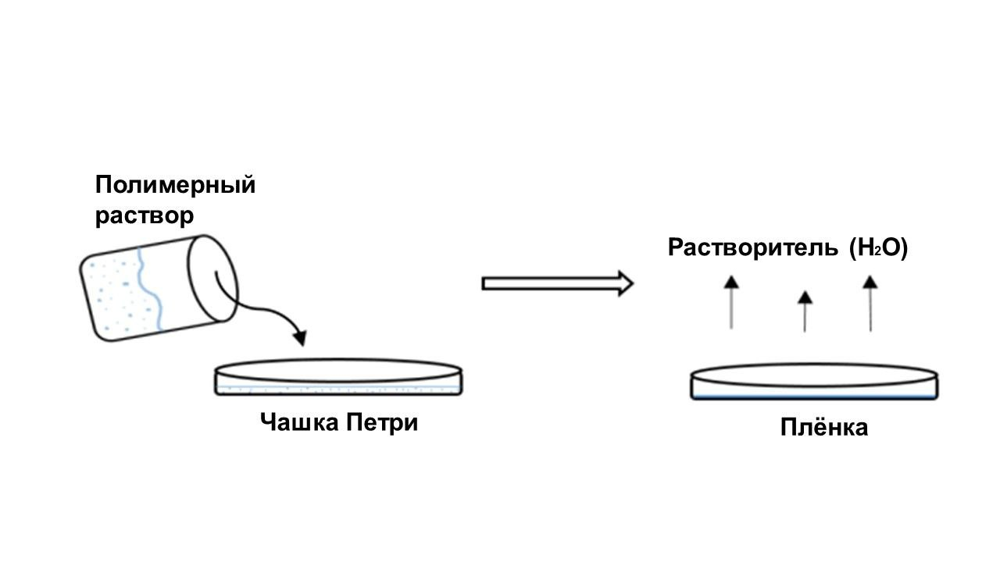 Полимерный
раствор
Растворитель (H₂O)
Чашка Петри
Плёнка